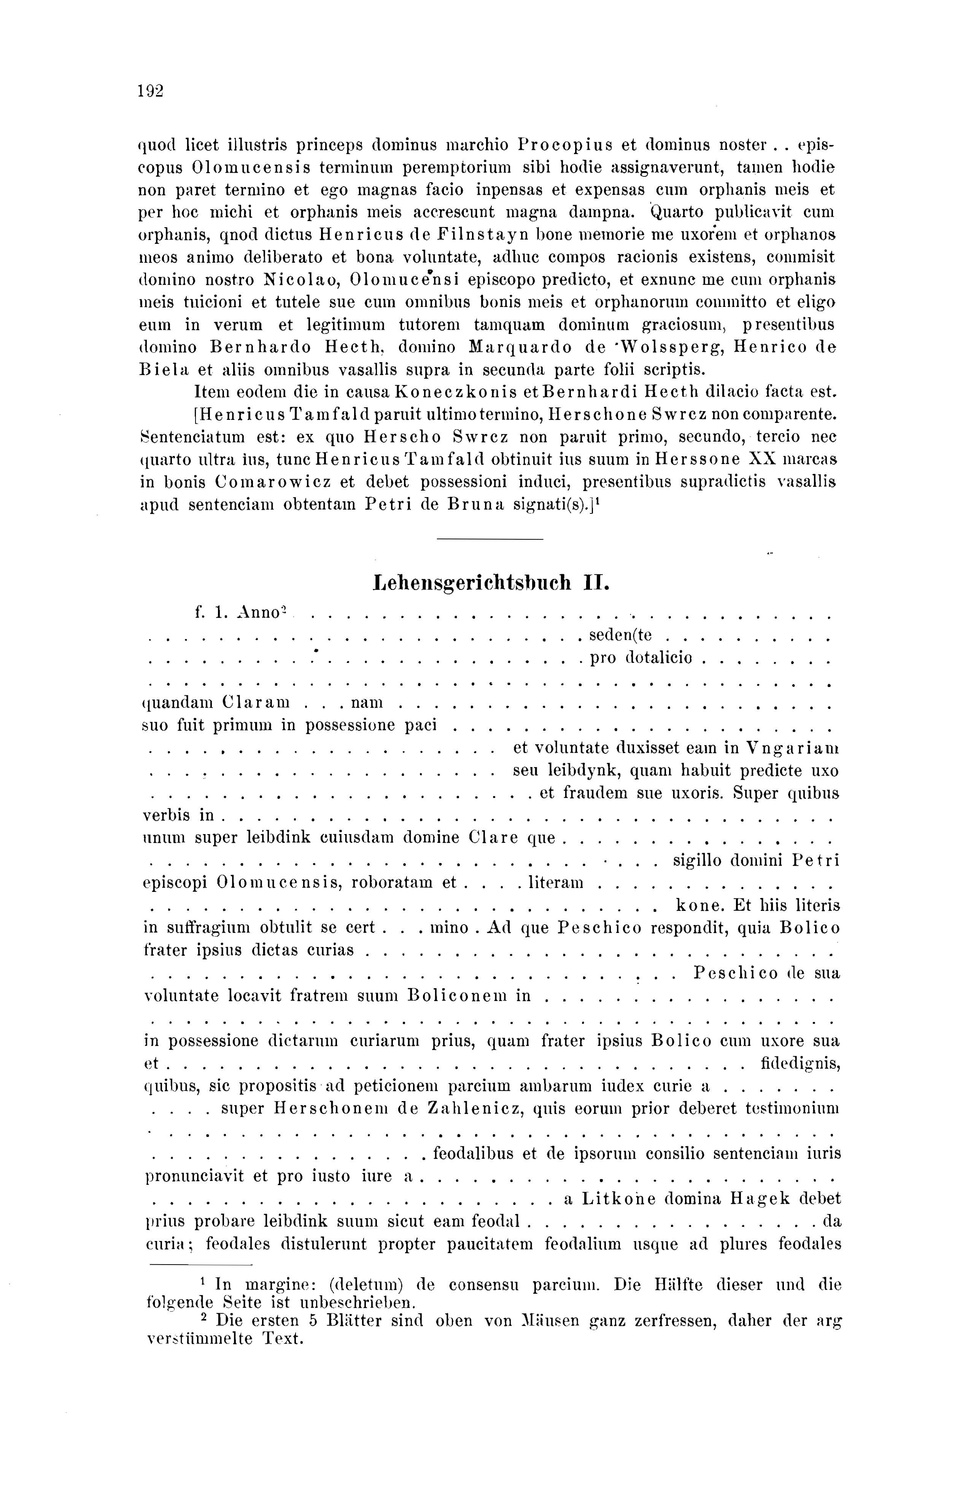 192
quod licet illustris princeps dominus marchio Procopius et dominus noster . . epis-
copus Olomucensis terminum peremptorium sibi hodie assignaverunt, tamen hodie
non paret termino et ego magnas facio inpensas et expensas cum orphanis meis et
per hoc michi et orphanis meis accrescunt magna dampna. Quarto publicavit cum
orphanis, qnod dictus Henricus de Filnstayn bone memorie me uxorem et orphanos
meos animo deliberato et bona voluntate, adhuc compos racionis existens, commisit
domino nostro Nicolao, Olomucensi episcopo predicto, et exnunc me cum orphanis
meis tuicioni et tutele sue cum omnibus bonis meis et orphanorum committo et eligo
eum in verum et legitimum tutorem tamquam dominum graciosum, presentibus
domino Bernhardo Hecth, domino Marquardo de Wolssperg, Henrico de
Biela et aliis omnibus vasallis supra in secunda parte folii scriptis.
Item eodem die in causa Koneczkonis et Bernhardi Hecth dilacio facta est.
[Henricus Tamfald paruit ultimo termino, Herschone Swrcz non comparente.
Sentenciatum est: ex quo Herscho Swrcz non paruit primo, secundo, tercio nec
quarto ultra ius, tunc Henricus Tamfald obtinuit ius suum in Herssone XX marcas
in bonis Comarowicz et debet possessioni induci, presentibus supradictis vasallis
apud sentenciam obtentam Petri de Bruna signati(s).]¹
Lehensgerichtsbuch II.
f. 1. Anno² . . . . . . . . . . . . . . . . . . . . . . . . . . . . . .
. . . . . . . . . . . . . . . . . . . . . . . . . seden(te . . . . . . . . . .
. . . . . . . . . . . . . . . . . . . . . . . . . pro dotalicio . . . . . . . .
. . . . . . . . . . . . . . . . . . . . . . . . . . . . . . . . . . . . . . .
quandam Claram . . . nam . . . . . . . . . . . . . . . . . . . . . . . . .
suo fuit primum in possessione paci . . . . . . . . . . . . . . . . . . . . . .
. . . . . . . . . . . . . . . . . . . . et voluntate duxisset eam in Vngariam
. . . . . . . . . . . . . . . . . . . . seu leibdynk, quam habuit predicte uxo
. . . . . . . . . . . . . . . . . . . . . . et fraudem sue uxoris. Super quibus
verbis in . . . . . . . . . . . . . . . . . . . . . . . . . . . . . . . . . . .
unum super leibdink cuiusdam domine Clare que . . . . . . . . . . . . . . . .
. . . . . . . . . . . . . . . . . . . . . . . . . . . . . sigillo domini Petri
episcopi Olomucensis, roboratam et . . . . literam . . . . . . . . . . . . . .
. . . . . . . . . . . . . . . . . . . . . . . . . . . . . kone. Et hiis literis
in suffragium obtulit se cert . . . mino . Ad que Peschico respondit, quia Bolico
frater ipsius dictas curias . . . . . . . . . . . . . . . . . . . . . . . . . . .
. . . . . . . . . . . . . . . . . . . . . . . . . . . . . . Peschico de sua
voluntate locavit fratrem suum Boliconem in . . . . . . . . . . . . . . . . .
. . . . . . . . . . . . . . . . . . . . . . . . . . . . . . . . . . . . . . .
in possessione dictarum curiarum prius, quam frater ipsius Bolico cum uxore sua
et . . . . . . . . . . . . . . . . . . . . . . . . . . . . . . . . . fidedignis,
quibus, sic propositis ad peticionem parcium ambarum iudex curie a . . . . . . .
. . . . super Herschonem de Zahlenicz, quis eorum prior deberet testimonium
. . . . . . . . . . . . . . . . . . . . . . . . . . . . . . . . . . . . . . .
. . . . . . . . . . . . . . . . feodalibus et de ipsorum consilio sentenciam iuris
pronunciavit et pro iusto iure a . . . . . . . . . . . . . . . . . . . . . . . .
. . . . . . . . . . . . . . . . . . . . . . . a Litkone domina Hagek debet
prius probare leibdink suum sicut eam feodal . . . . . . . . . . . . . . . . . da
curia; feodales distulerunt propter paucitatem feodalium usque ad plures feodales
¹ In margine: (deletum) de consensu parcium. Die Hälfte dieser und die
folgende Seite ist unbeschrieben.
² Die ersten 5 Blätter sind oben von Mäusen ganz zerfressen, daher der arg
verstümmelte Text.